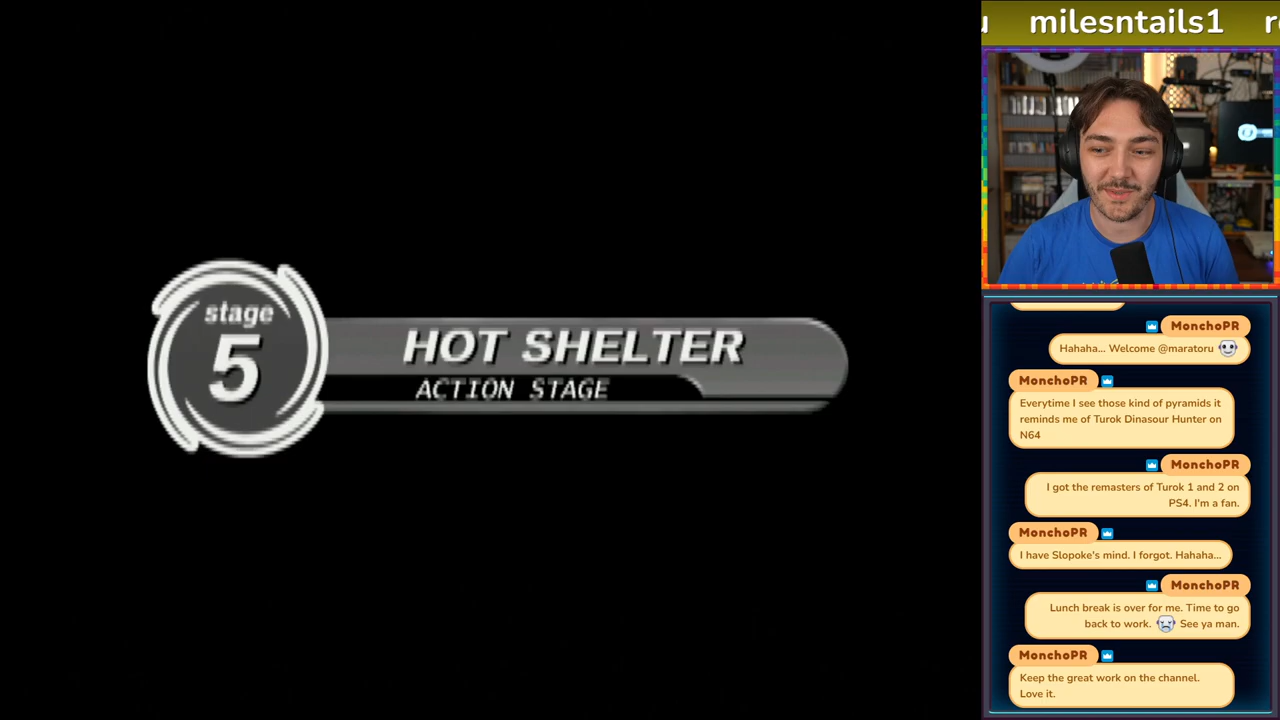 milesntails1
stage
5
HOT SHELTER
ACTION STAGE
MonchoPR
Hahaha... Welcome @maratoru
MonchoPR
Everytime I see those kind of pyramids it
reminds me of Turok Dinasour Hunter on
N64
MonchoPR
I got the remasters of Turok 1 and 2 on
PS4. I'm a fan.
MonchoPR
I have Slopoke's mind. I forgot. Hahaha...
MonchoPR
Lunch break is over for me. Time to go
back to work. See ya man.
MonchoPR
Keep the great work on the channel.
Love it.